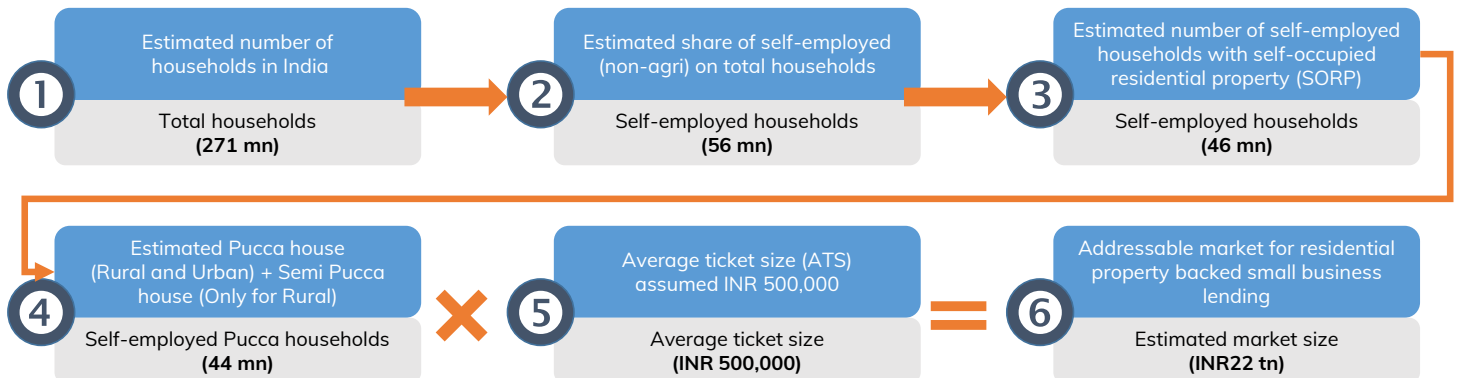 1
Estimated number of
households in India
Total households
(271 mn)
2
Estimated share of self-employed
(non-agri) on total households
Self-employed households
(56 mn)
3
Estimated number of self-employed
households with self-occupied
residential property (SORP)
Self-employed households
(46 mn)
4
Estimated Pucca house
(Rural and Urban) + Semi Pucca
house (Only for Rural)
Self-employed Pucca households
(44 mn)
×
5
Average ticket size (ATS)
assumed INR 500,000
Average ticket size
(INR 500,000)
=
6
Addressable market for residential
property backed small business
lending
Estimated market size
(INR22 tn)